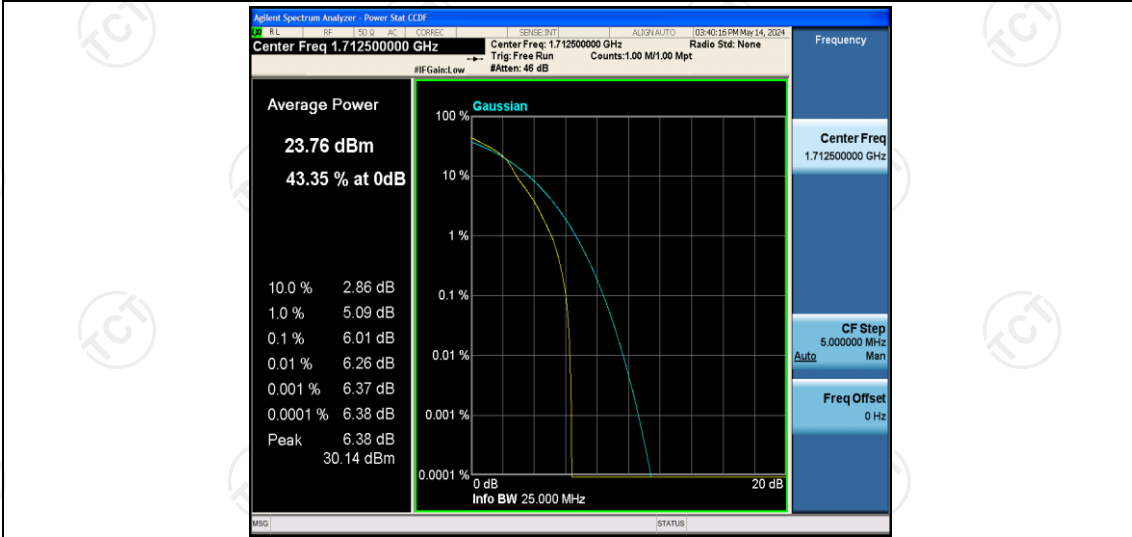 Agilent Spectrum Analyzer - Power Stat CCDF
RL RF 50 Ω AC CORREC SENSE:INT ALIGN AUTO 03:40:16 PM May 14, 2024
Center Freq 1.712500000 GHz
Center Freq: 1.712500000 GHz Radio Std: None
Trig: Free Run Counts:1.00 M/1.00 Mpt
#IFGain:Low #Atten: 46 dB
Frequency
Average Power
23.76 dBm
43.35 % at 0dB
10.0 % 2.86 dB
1.0 % 5.09 dB
0.1 % 6.01 dB
0.01 % 6.26 dB
0.001 % 6.37 dB
0.0001 % 6.38 dB
Peak 6.38 dB
30.14 dBm
Gaussian
100 %
10 %
1 %
0.1 %
0.01 %
0.001 %
0.0001 %
0 dB 20 dB
Info BW 25.000 MHz
Center Freq
1.712500000 GHz
CF Step
5.000000 MHz
Auto Man
Freq Offset
0 Hz
MSG STATUS
TCT
TCT
TCT
TCT